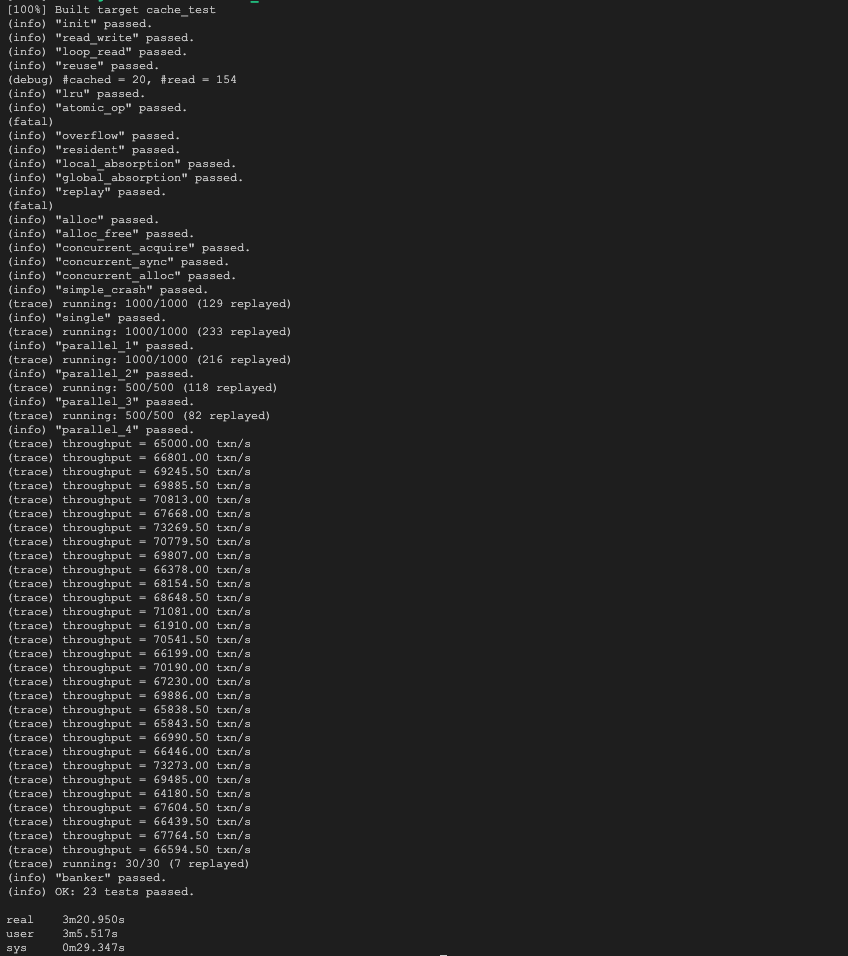 [100%] Built target cache_test
(info) "init" passed.
(info) "read_write" passed.
(info) "loop_read" passed.
(info) "reuse" passed.
(debug) #cached = 20, #read = 154
(info) "lru" passed.
(info) "atomic_op" passed.
(fatal)
(info) "overflow" passed.
(info) "resident" passed.
(info) "local_absorption" passed.
(info) "global_absorption" passed.
(info) "replay" passed.
(fatal)
(info) "alloc" passed.
(info) "alloc_free" passed.
(info) "concurrent_acquire" passed.
(info) "concurrent_sync" passed.
(info) "concurrent_alloc" passed.
(info) "simple_crash" passed.
(trace) running: 1000/1000 (129 replayed)
(info) "single" passed.
(trace) running: 1000/1000 (233 replayed)
(info) "parallel_1" passed.
(trace) running: 1000/1000 (216 replayed)
(info) "parallel_2" passed.
(trace) running: 500/500 (118 replayed)
(info) "parallel_3" passed.
(trace) running: 500/500 (82 replayed)
(info) "parallel_4" passed.
(trace) throughput = 65000.00 txn/s
(trace) throughput = 66801.00 txn/s
(trace) throughput = 69245.50 txn/s
(trace) throughput = 69885.50 txn/s
(trace) throughput = 70813.00 txn/s
(trace) throughput = 67668.00 txn/s
(trace) throughput = 73269.50 txn/s
(trace) throughput = 70779.50 txn/s
(trace) throughput = 69807.00 txn/s
(trace) throughput = 66378.00 txn/s
(trace) throughput = 68154.50 txn/s
(trace) throughput = 68648.50 txn/s
(trace) throughput = 71081.00 txn/s
(trace) throughput = 61910.00 txn/s
(trace) throughput = 70541.50 txn/s
(trace) throughput = 66199.00 txn/s
(trace) throughput = 70190.00 txn/s
(trace) throughput = 67230.00 txn/s
(trace) throughput = 69886.00 txn/s
(trace) throughput = 65838.50 txn/s
(trace) throughput = 65843.50 txn/s
(trace) throughput = 66990.50 txn/s
(trace) throughput = 66446.00 txn/s
(trace) throughput = 73273.00 txn/s
(trace) throughput = 69485.00 txn/s
(trace) throughput = 64180.50 txn/s
(trace) throughput = 67604.50 txn/s
(trace) throughput = 66439.50 txn/s
(trace) throughput = 67764.50 txn/s
(trace) throughput = 66594.50 txn/s
(trace) running: 30/30 (7 replayed)
(info) "banker" passed.
(info) OK: 23 tests passed.
real 3m20.950s
user 3m5.517s
sys 0m29.347s